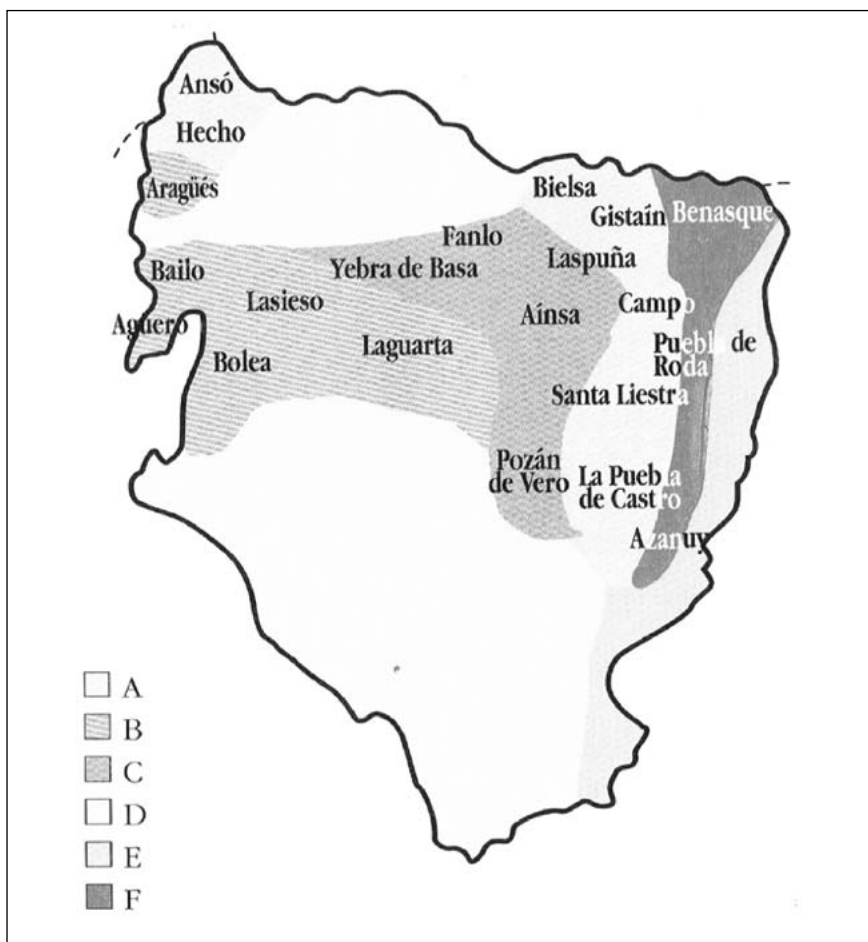 Ansó
Hecho
Aragüés
Bielsa
Gistaín
Benasque
Fanlo
Laspuña
Bailo
Yebra de Basa
Lasieso
Aínsa
Campo
Agüero
Laguarta
Puebla de
Roda
Bolea
Santa Liestra
Pozán
de Vero
La Puebla
de Castro
Azanuy
A
B
C
D
E
F